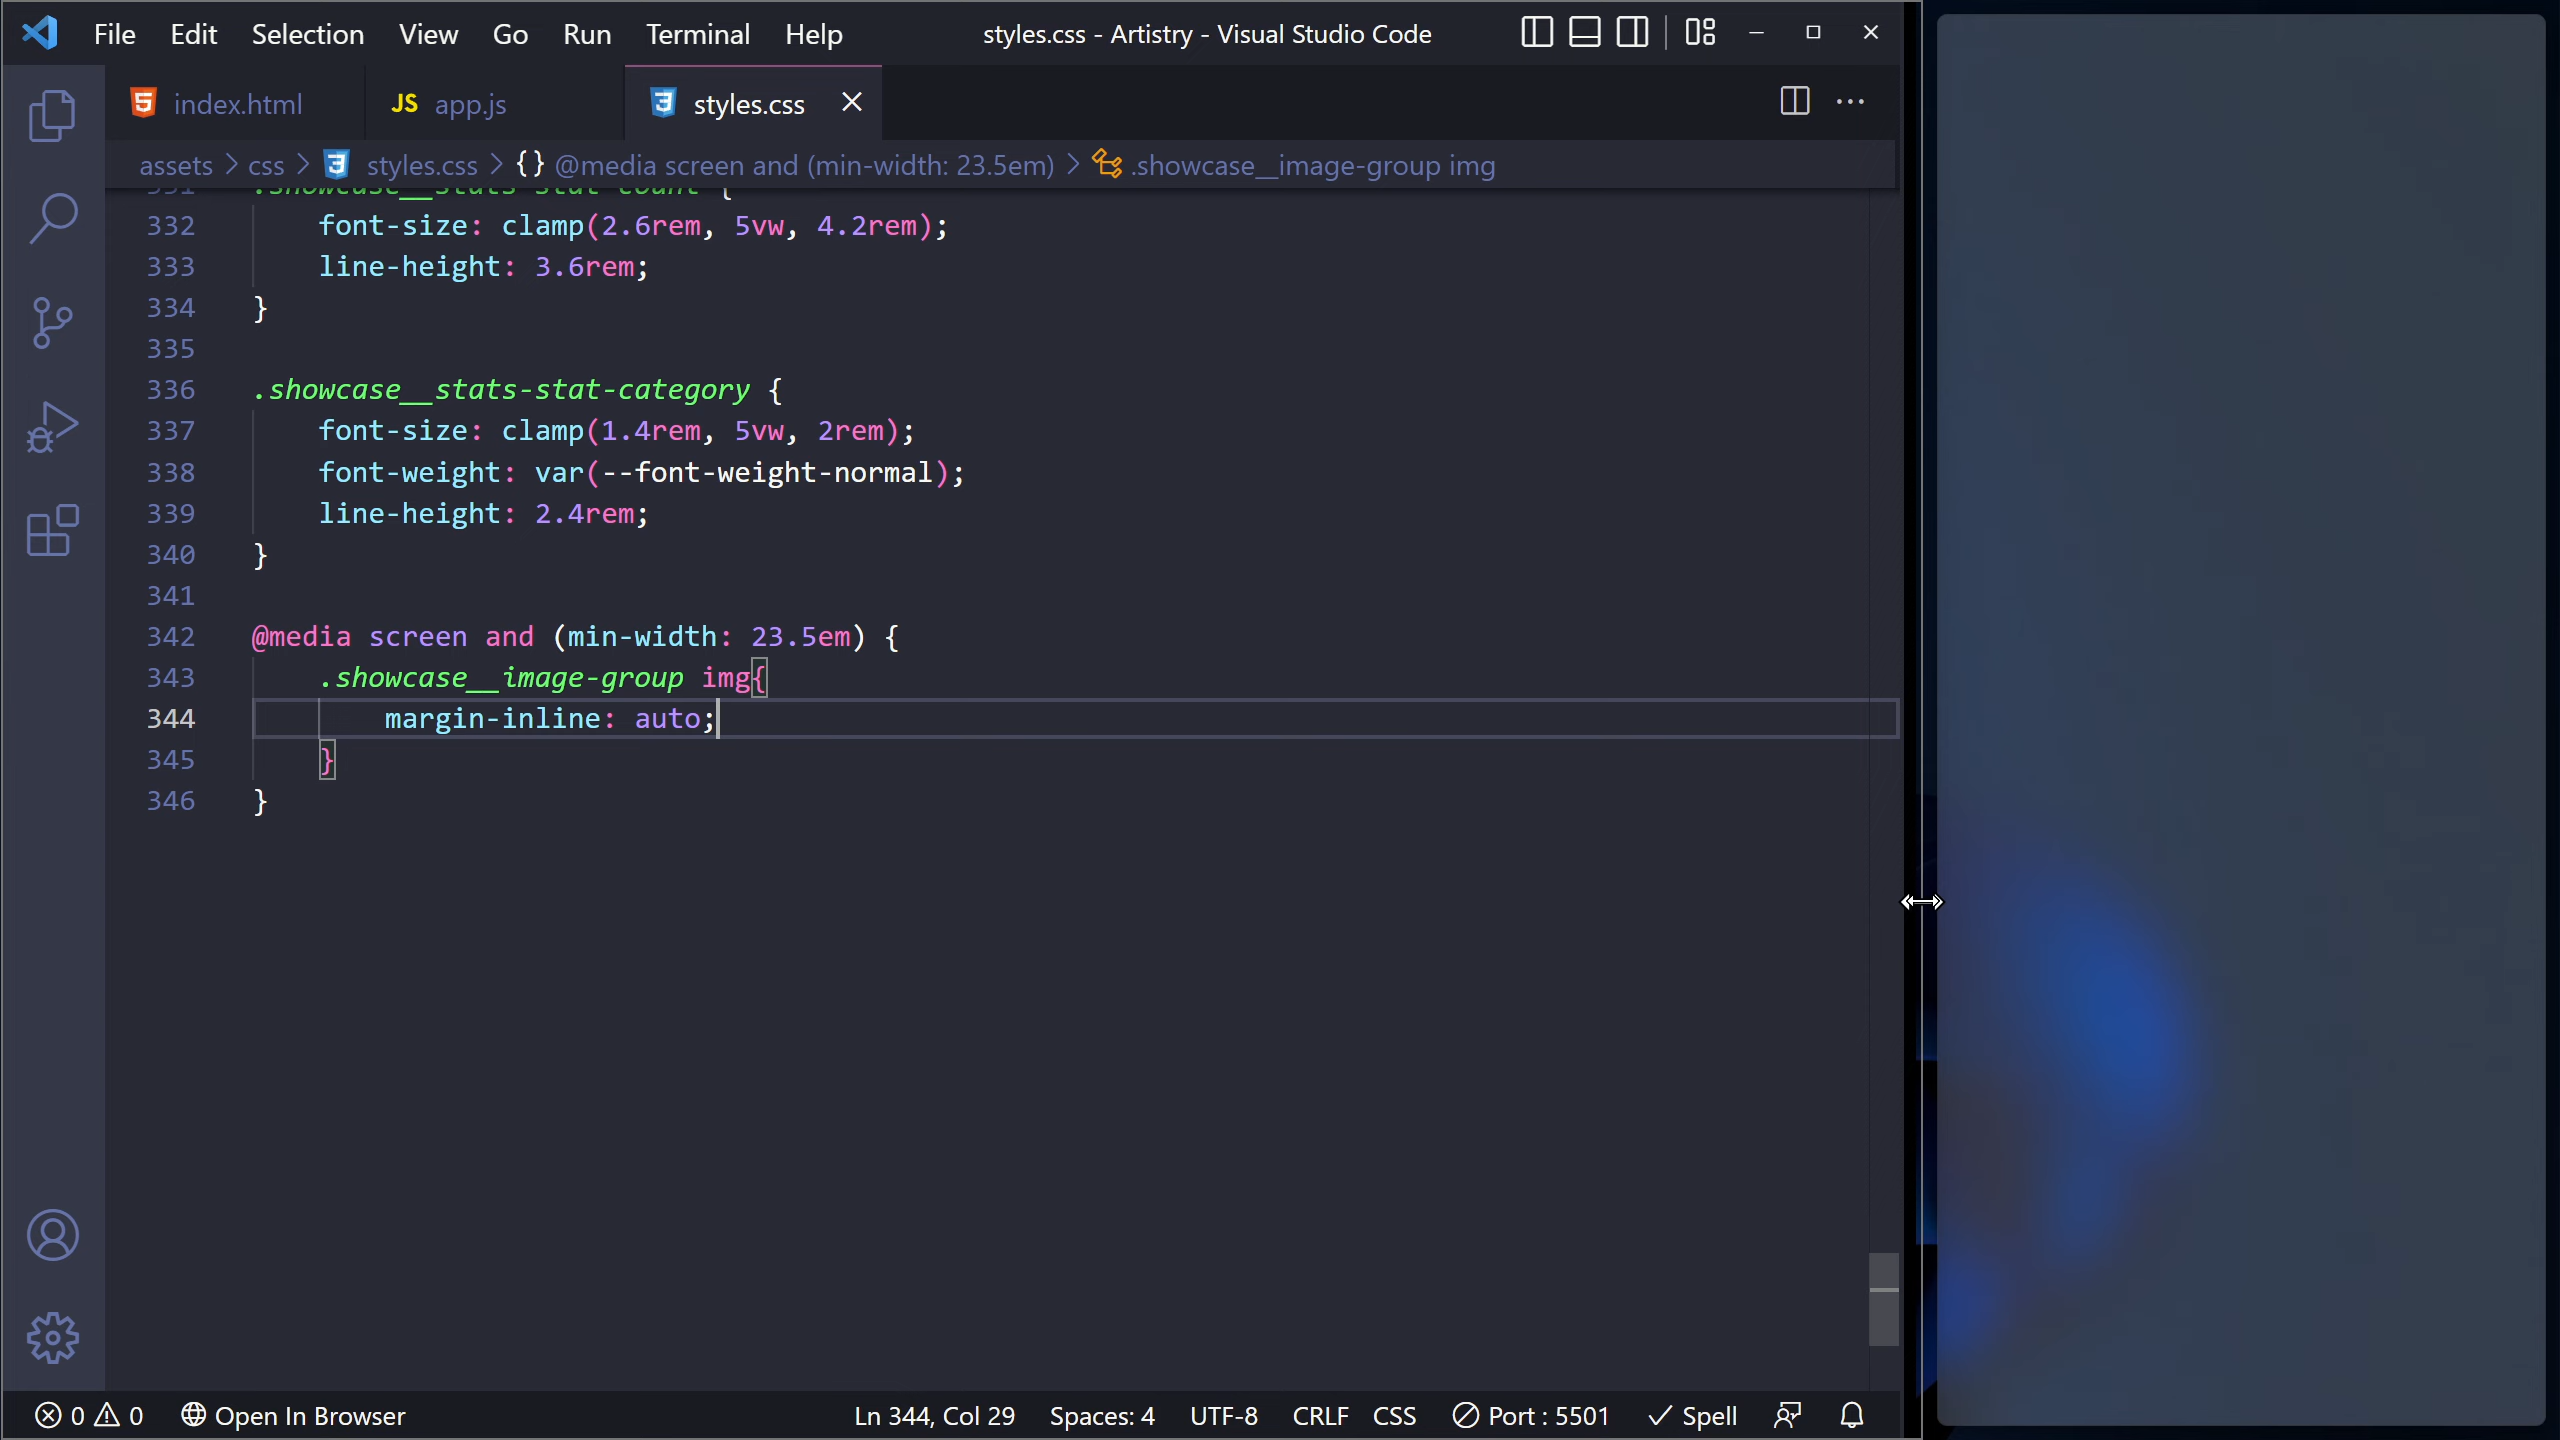 File Edit Selection View Go Run Terminal Help styles.css - Artistry - Visual Studio Code
index.html JS app.js styles.css
assets > css > styles.css > {} @media screen and (min-width: 23.5em) > .showcase__image-group img
331 .showcase__stats-stat-count {
332 font-size: clamp(2.6rem, 5vw, 4.2rem);
333 line-height: 3.6rem;
334 }
335
336 .showcase__stats-stat-category {
337 font-size: clamp(1.4rem, 5vw, 2rem);
338 font-weight: var(--font-weight-normal);
339 line-height: 2.4rem;
340 }
341
342 @media screen and (min-width: 23.5em) {
343 .showcase__image-group img{
344 margin-inline: auto;
345 }
346 }
0 0 Open In Browser Ln 344, Col 29 Spaces: 4 UTF-8 CRLF CSS Port : 5501 Spell